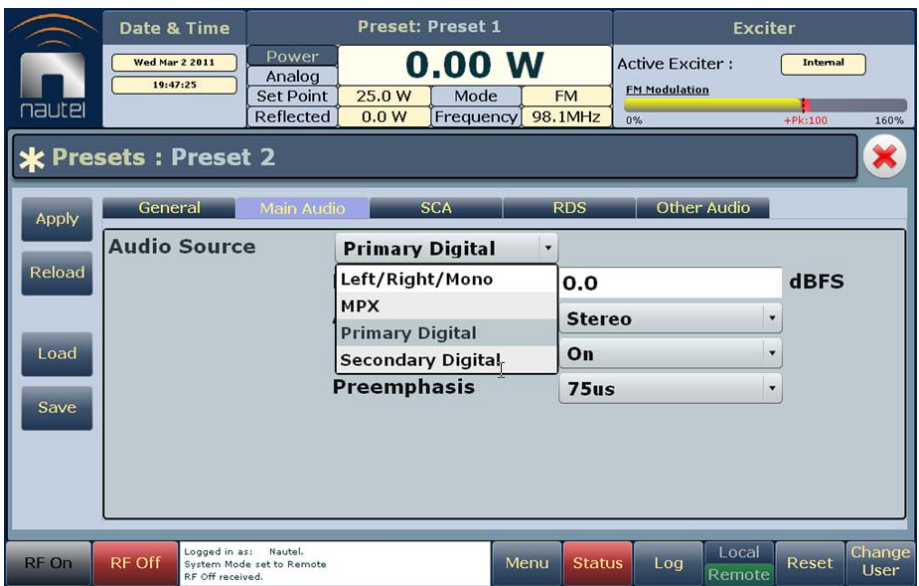 nautel
Date & Time
Wed Mar 2 2011
19:47:25
Preset: Preset 1
Power
Analog
0.00 W
Set Point 25.0 W Mode FM
Reflected 0.0 W Frequency 98.1MHz
Exciter
Active Exciter : Internal
FM Modulation
0% +Pk:100 160%
Presets : Preset 2
Apply
Reload
Load
Save
General Main Audio SCA RDS Other Audio
Audio Source Primary Digital
Left/Right/Mono
MPX
Primary Digital
Secondary Digital
0.0 dBFS
Stereo
On
Preemphasis 75us
RF On RF Off
Logged in as: Nautel.
System Mode set to Remote
RF Off received.
Menu Status Log
Local
Remote
Reset
Change
User